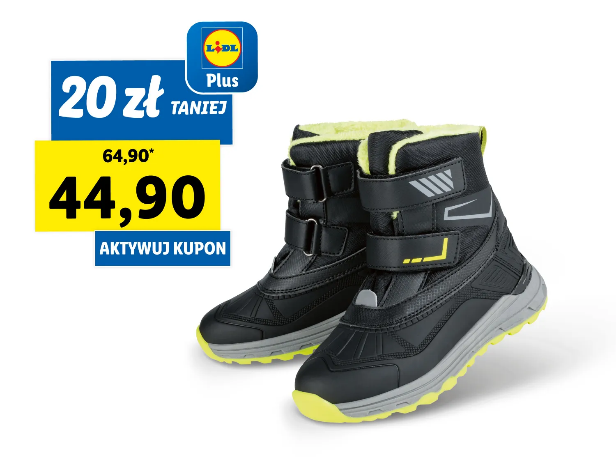 LiDL
Plus
20 zł TANIEJ
64,90*
44,90
AKTYWUJ KUPON